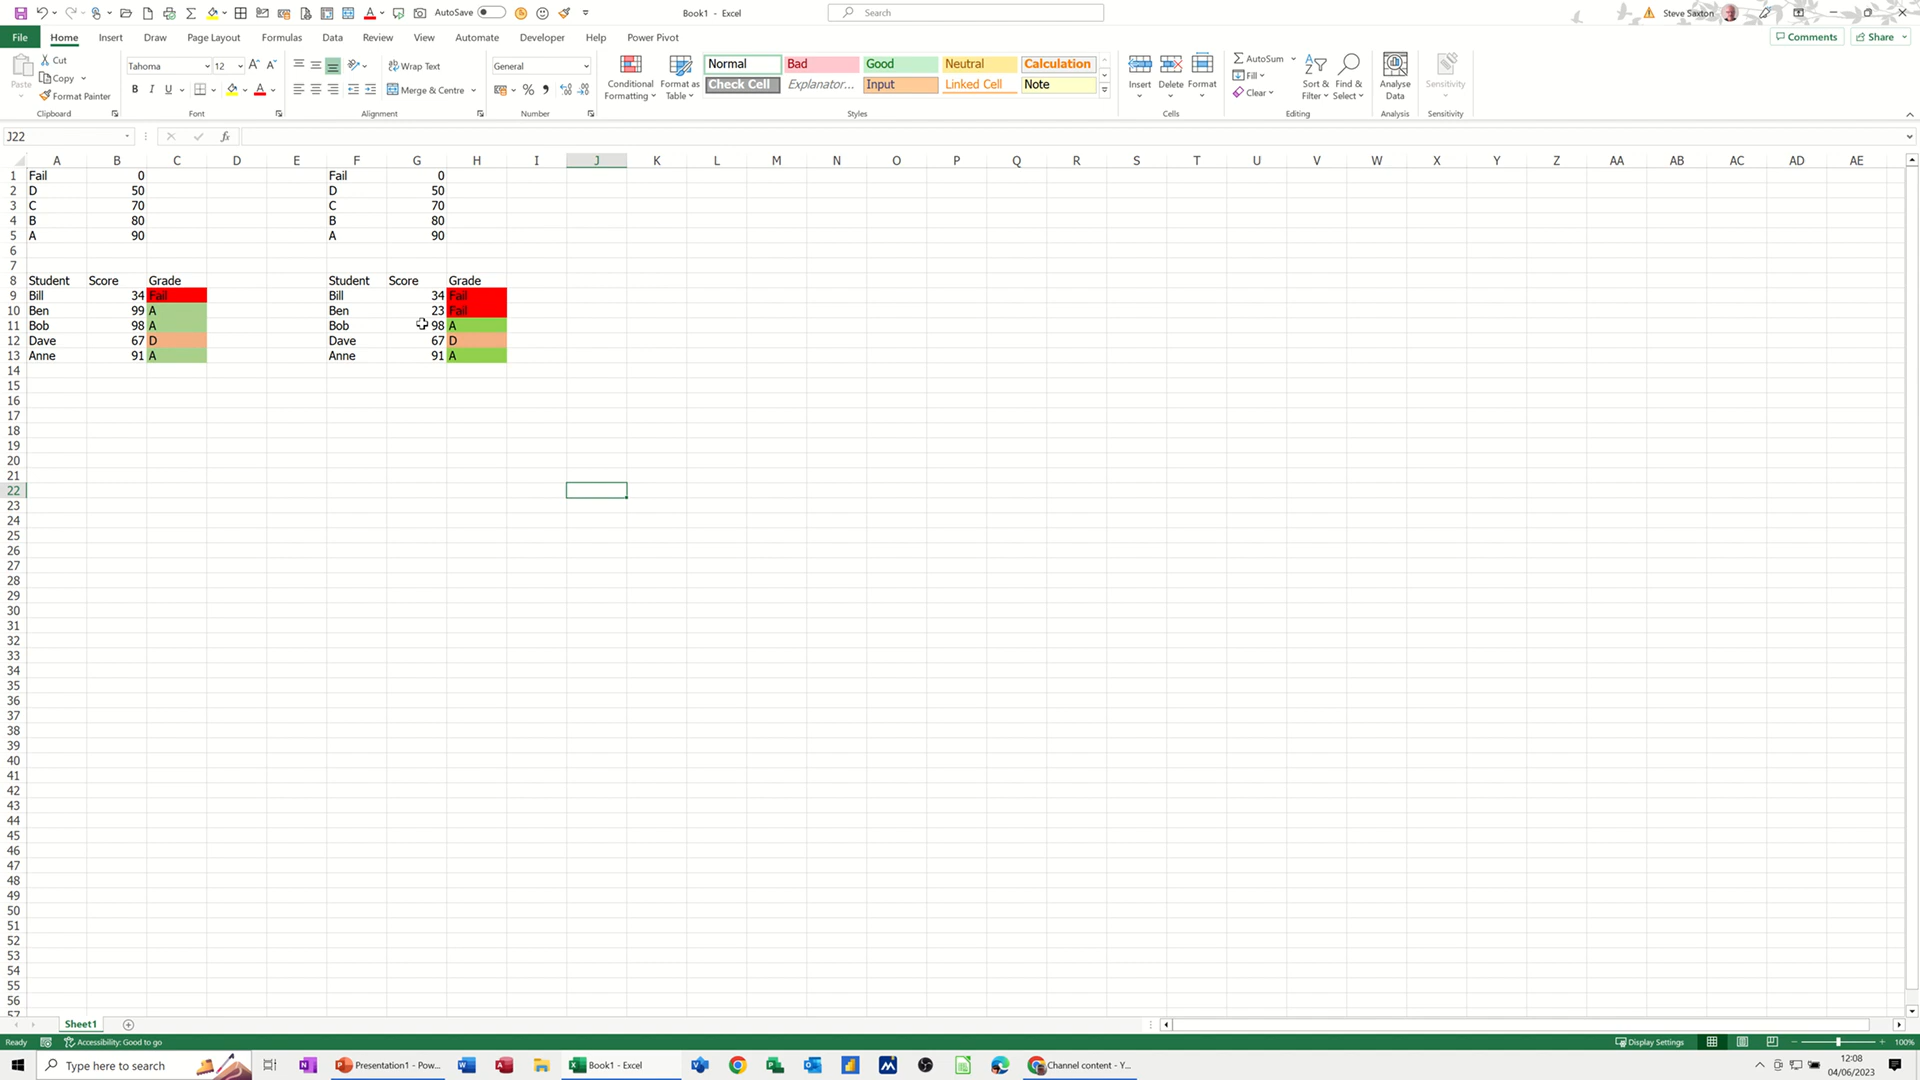 AutoSave
Book1 - Excel
Search
Steve Saxton
File Home Insert Draw Page Layout Formulas Data Review View Automate Developer Help Power Pivot
Comments Share
Paste
Cut
Copy
Format Painter
Clipboard
Tahoma 12
B I U
Font
Wrap Text
Merge & Centre
Alignment
General
Number
Conditional Formatting
Format as Table
Normal Bad Good Neutral Calculation
Check Cell Explanator... Input Linked Cell Note
Styles
Insert Delete Format
Cells
AutoSum
Fill
Clear
Sort & Filter
Find & Select
Editing
Analyse Data
Analysis
Sensitivity
Sensitivity
J22
fx
A B C D E F G H I J K L M N O P Q R S T U V W X Y Z AA AB AC AD AE
1 Fail 0 Fail 0
2 D 50 D 50
3 C 70 C 70
4 B 80 B 80
5 A 90 A 90
6
7
8 Student Score Grade Student Score Grade
9 Bill 34 Fail Bill 34 Fail
10 Ben 99 A Ben 23 Fail
11 Bob 98 A Bob 98 A
12 Dave 67 D Dave 67 D
13 Anne 91 A Anne 91 A
14
15
16
17
18
19
20
21
22
23
24
25
26
27
28
29
30
31
32
33
34
35
36
37
38
39
40
41
42
43
44
45
46
47
48
49
50
51
52
53
54
55
56
57
Sheet1
Ready Accessibility: Good to go
Display Settings
100%
Type here to search
Presentation1 - Pow...
Book1 - Excel
Channel content - Y...
12:08
04/06/2023